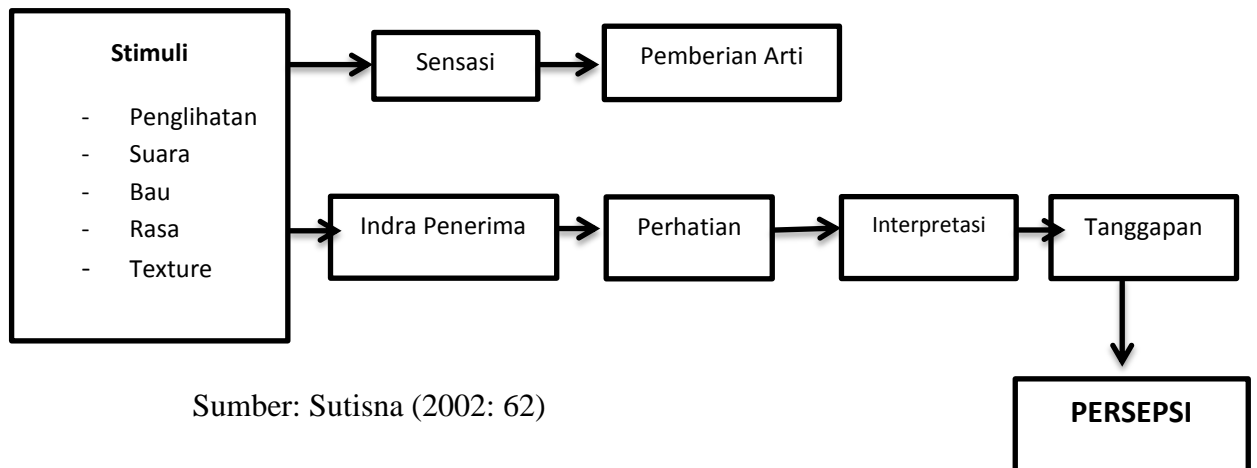 Stimuli
- Penglihatan
- Suara
- Bau
- Rasa
- Texture
Sensasi
Pemberian Arti
Indra Penerima
Perhatian
Interpretasi
Tanggapan
PERSEPSI
Sumber: Sutisna (2002: 62)